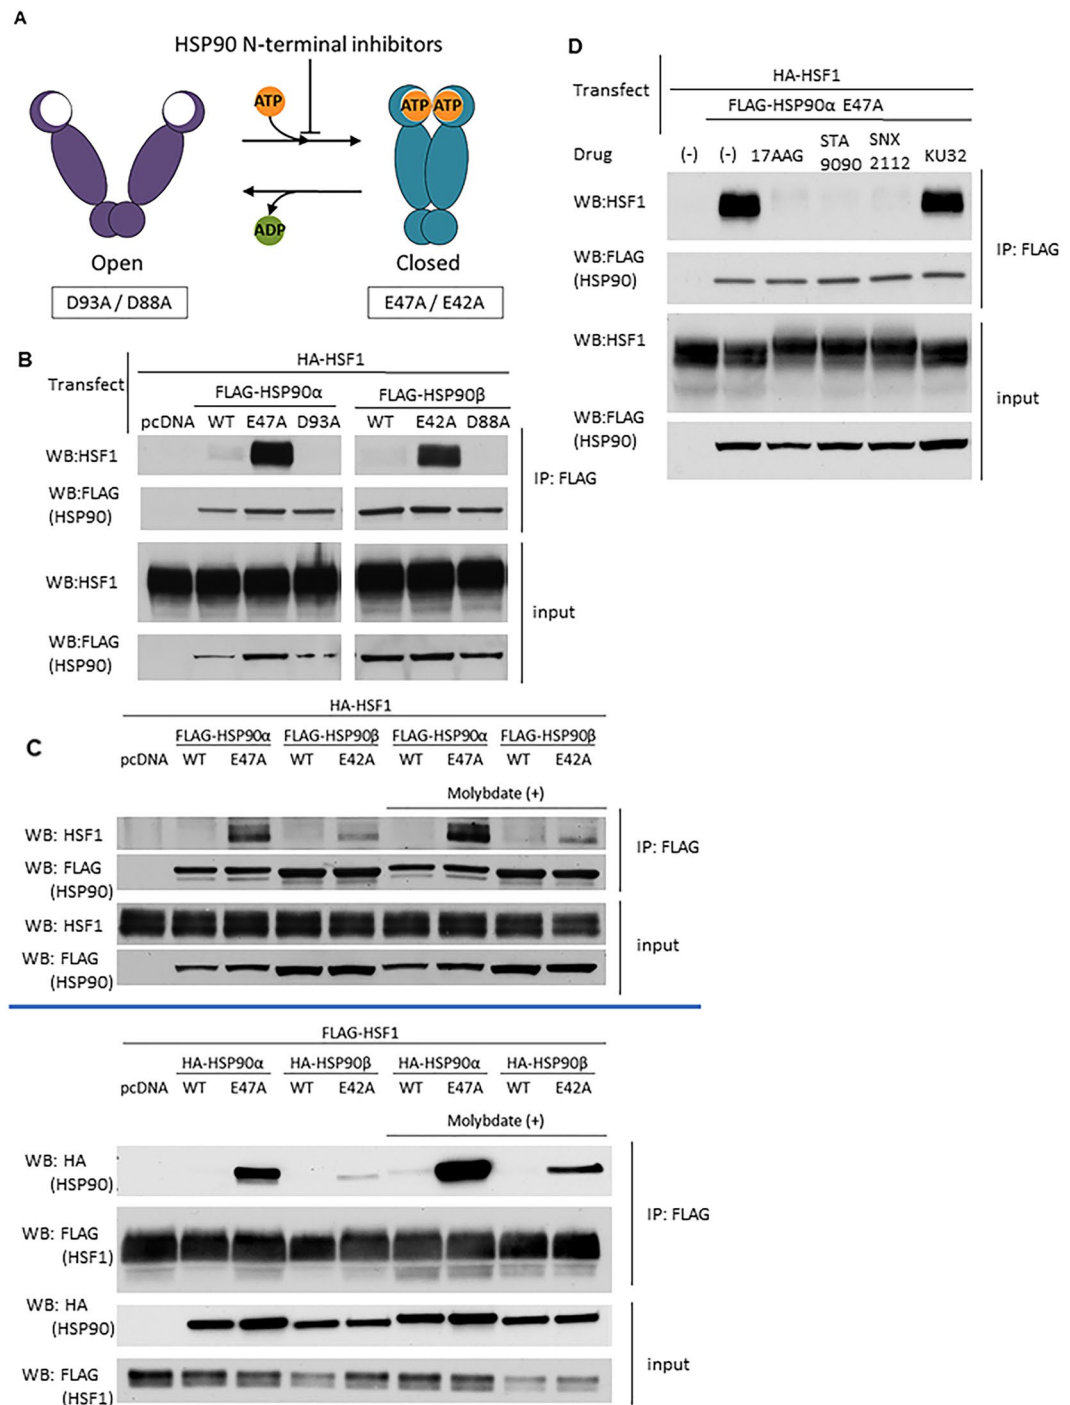 A
HSP90 N-terminal inhibitors
ATP
ATP ATP
ADP
Open
Closed
D93A / D88A
E47A / E42A
B
HA-HSF1
Transfect
FLAG-HSP90α
FLAG-HSP90β
pcDNA WT E47A D93A WT E42A D88A
WB:HSF1
WB:FLAG
(HSP90)
IP: FLAG
WB:HSF1
WB:FLAG
(HSP90)
input
C
HA-HSF1
FLAG-HSP90α FLAG-HSP90β FLAG-HSP90α FLAG-HSP90β
pcDNA WT E47A WT E42A WT E47A WT E42A
Molybdate (+)
WB: HSF1
WB: FLAG
(HSP90)
IP: FLAG
WB: HSF1
WB: FLAG
(HSP90)
input
FLAG-HSF1
HA-HSP90α HA-HSP90β HA-HSP90α HA-HSP90β
pcDNA WT E47A WT E42A WT E47A WT E42A
Molybdate (+)
WB: HA
(HSP90)
WB: FLAG
(HSF1)
IP: FLAG
WB: HA
(HSP90)
WB: FLAG
(HSF1)
input
D
HA-HSF1
Transfect
FLAG-HSP90α E47A
Drug
(-) (-) 17AAG STA
9090 SNX
2112 KU32
WB:HSF1
WB:FLAG
(HSP90)
IP: FLAG
WB:HSF1
WB:FLAG
(HSP90)
input